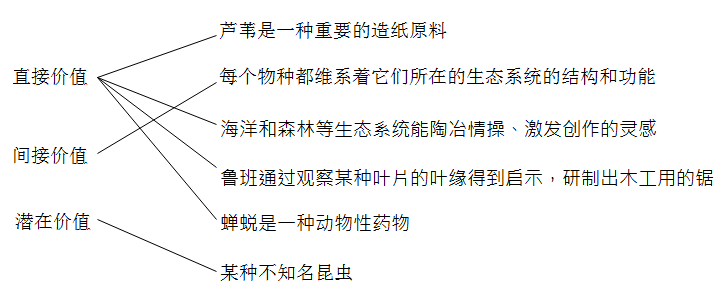 芦苇是一种重要的造纸原料
直接价值
每个物种都维系着它们所在的生态系统的结构和功能
海洋和森林等生态系统能陶冶情操、激发创作的灵感
间接价值
鲁班通过观察某种叶片的叶缘得到启示，研制出木工用的锯
潜在价值
蝉蜕是一种动物性药物
某种不知名昆虫